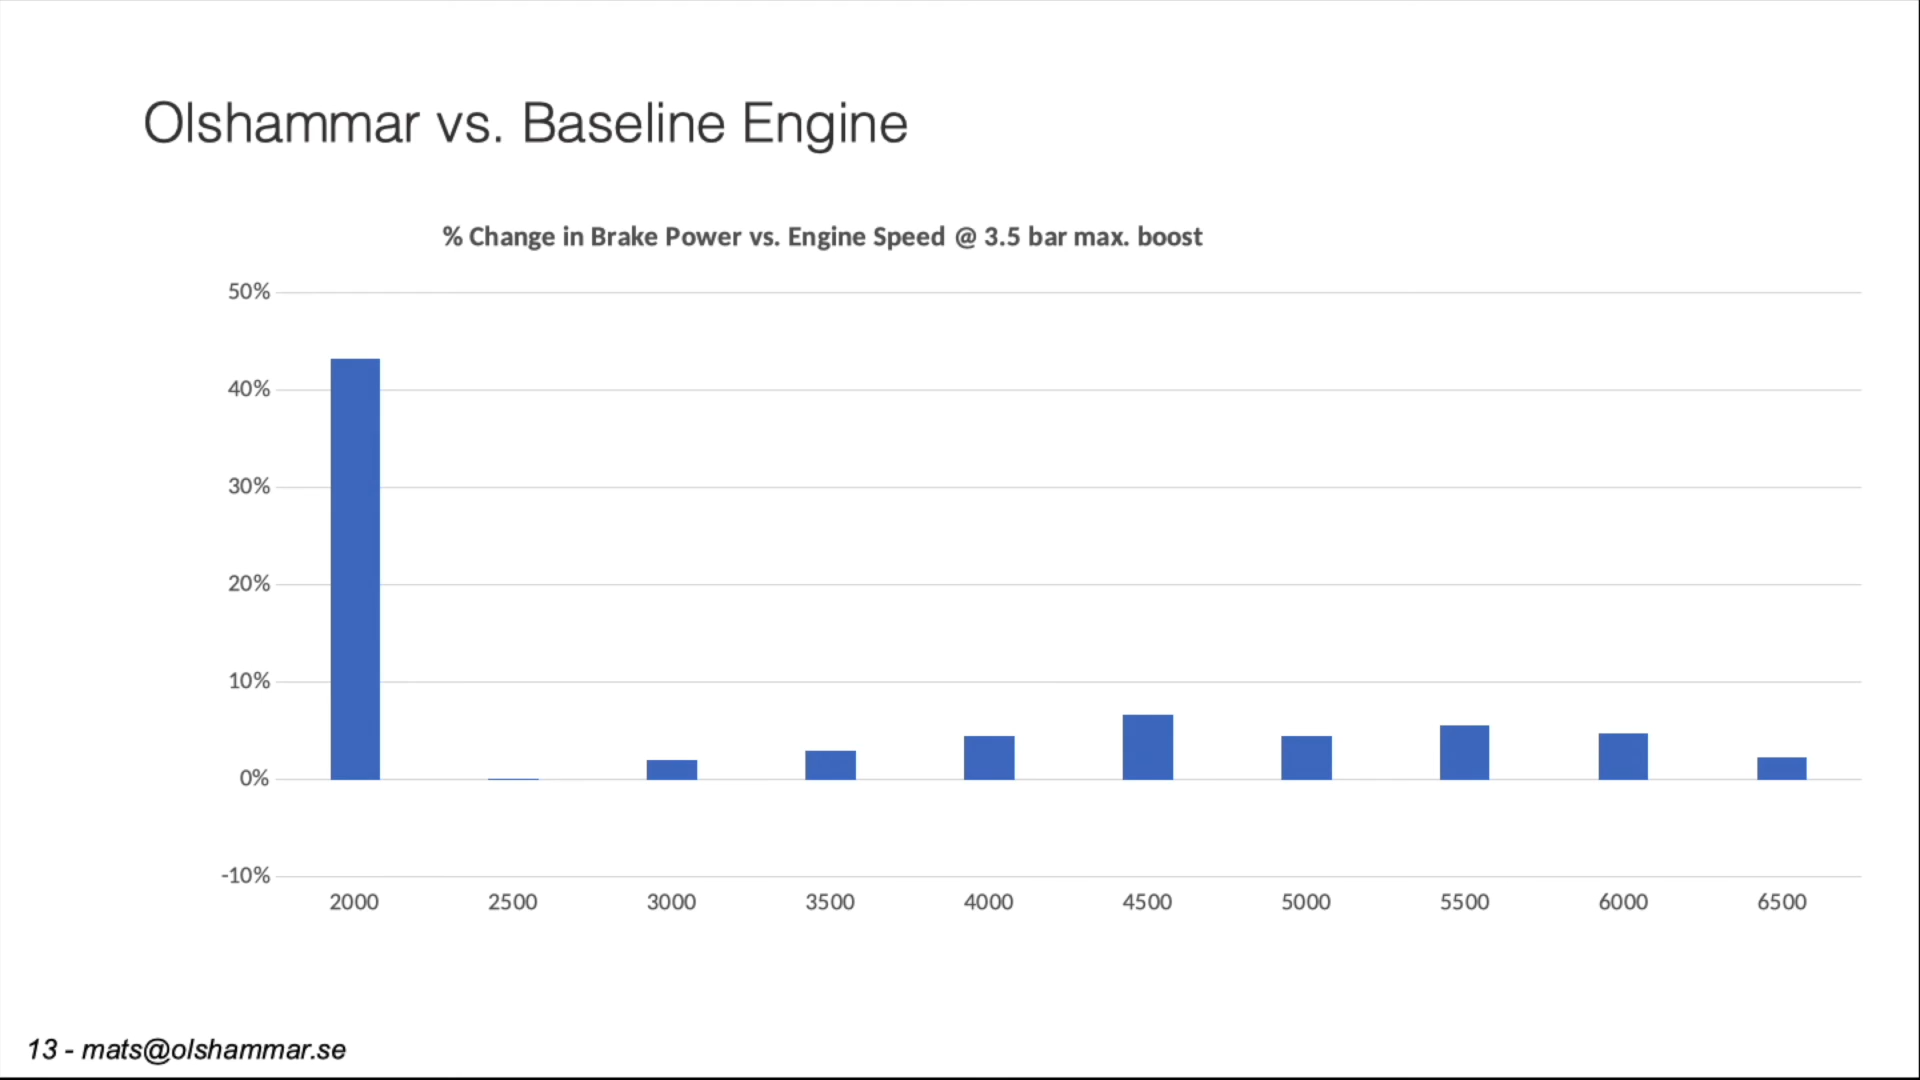 Olshammar vs. Baseline Engine
% Change in Brake Power vs. Engine Speed @ 3.5 bar max. boost
50%
40%
30%
20%
10%
0%
-10%
2000 2500 3000 3500 4000 4500 5000 5500 6000 6500
13 - mats@olshammar.se